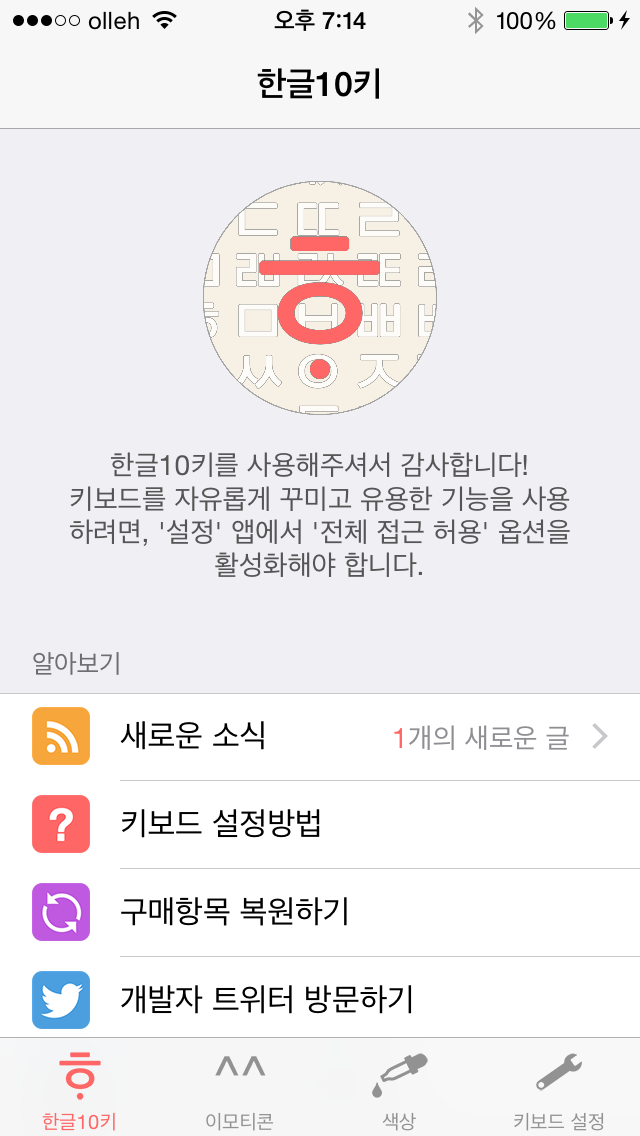 olleh 오후 7:14 100%
한글10키
한글10키를 사용해주셔서 감사합니다!
키보드를 자유롭게 꾸미고 유용한 기능을 사용
하려면, '설정' 앱에서 '전체 접근 허용' 옵션을
활성화해야 합니다.
알아보기
새로운 소식 1개의 새로운 글
키보드 설정방법
구매항목 복원하기
개발자 트위터 방문하기
^^
한글10키 이모티콘 색상 키보드 설정